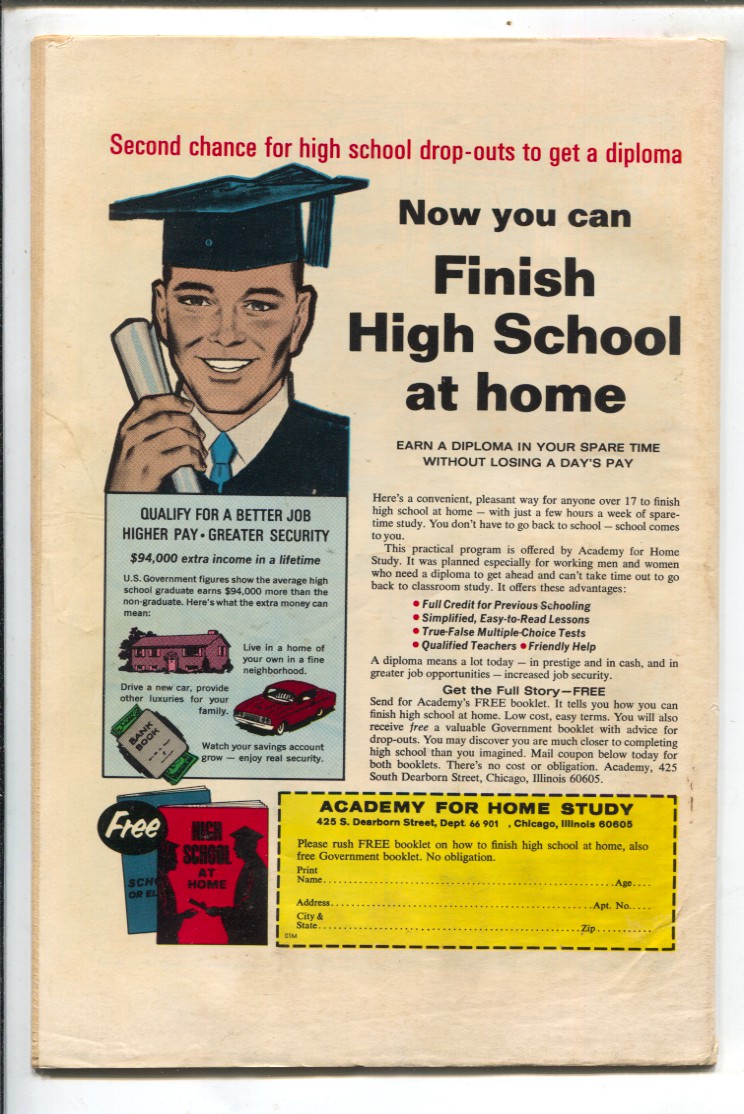 Second chance for high school drop-outs to get a diploma
Now you can
Finish
High School
at home
EARN A DIPLOMA IN YOUR SPARE TIME
WITHOUT LOSING A DAY'S PAY
QUALIFY FOR A BETTER JOB
HIGHER PAY • GREATER SECURITY
$94,000 extra income in a lifetime
U.S. Government figures show the average high
school graduate earns $94,000 more than the
non-graduate. Here's what the extra money can
mean:
Live in a home of
your own in a fine
neighborhood.
Drive a new car, provide
other luxuries for your
family.
BANK
BOOK
Watch your savings account
grow — enjoy real security.
Here's a convenient, pleasant way for anyone over 17 to finish
high school at home — with just a few hours a week of spare-
time study. You don't have to go back to school — school comes
to you.
This practical program is offered by Academy for Home
Study. It was planned especially for working men and women
who need a diploma to get ahead and can't take time out to go
back to classroom study. It offers these advantages:
• Full Credit for Previous Schooling
• Simplified, Easy-to-Read Lessons
• True-False Multiple-Choice Tests
• Qualified Teachers • Friendly Help
A diploma means a lot today — in prestige and in cash, and in
greater job opportunities — increased job security.
Get the Full Story—FREE
Send for Academy's FREE booklet. It tells you how you can
finish high school at home. Low cost, easy terms. You will also
receive free a valuable Government booklet with advice for
drop-outs. You may discover you are much closer to completing
high school than you imagined. Mail coupon below today for
both booklets. There's no cost or obligation. Academy, 425
South Dearborn Street, Chicago, Illinois 60605.
Free
SCH
OR EL
HIGH
SCHOOL
AT
HOME
ACADEMY FOR HOME STUDY
425 S. Dearborn Street, Dept. 66 901 , Chicago, Illinois 60605
Please rush FREE booklet on how to finish high school at home, also
free Government booklet. No obligation.
Print
Name..........Age....
Address..........Apt. No.....
City &
State..........Zip..........